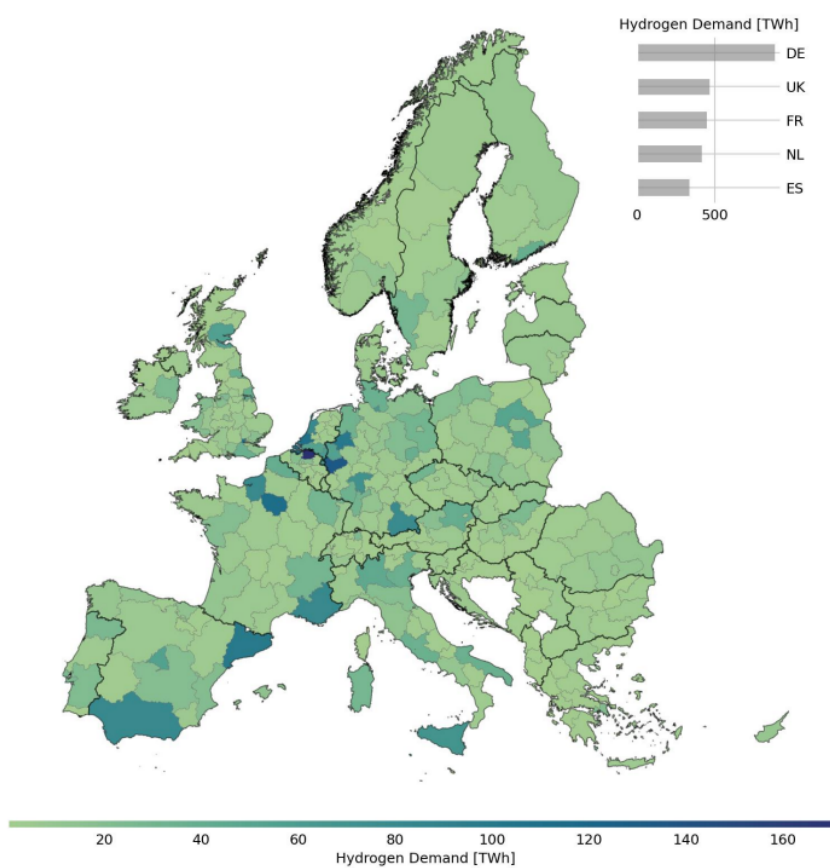 Hydrogen Demand [TWh]
DE
UK
FR
NL
ES
0 500
20 40 60 80 100 120 140 160
Hydrogen Demand [TWh]